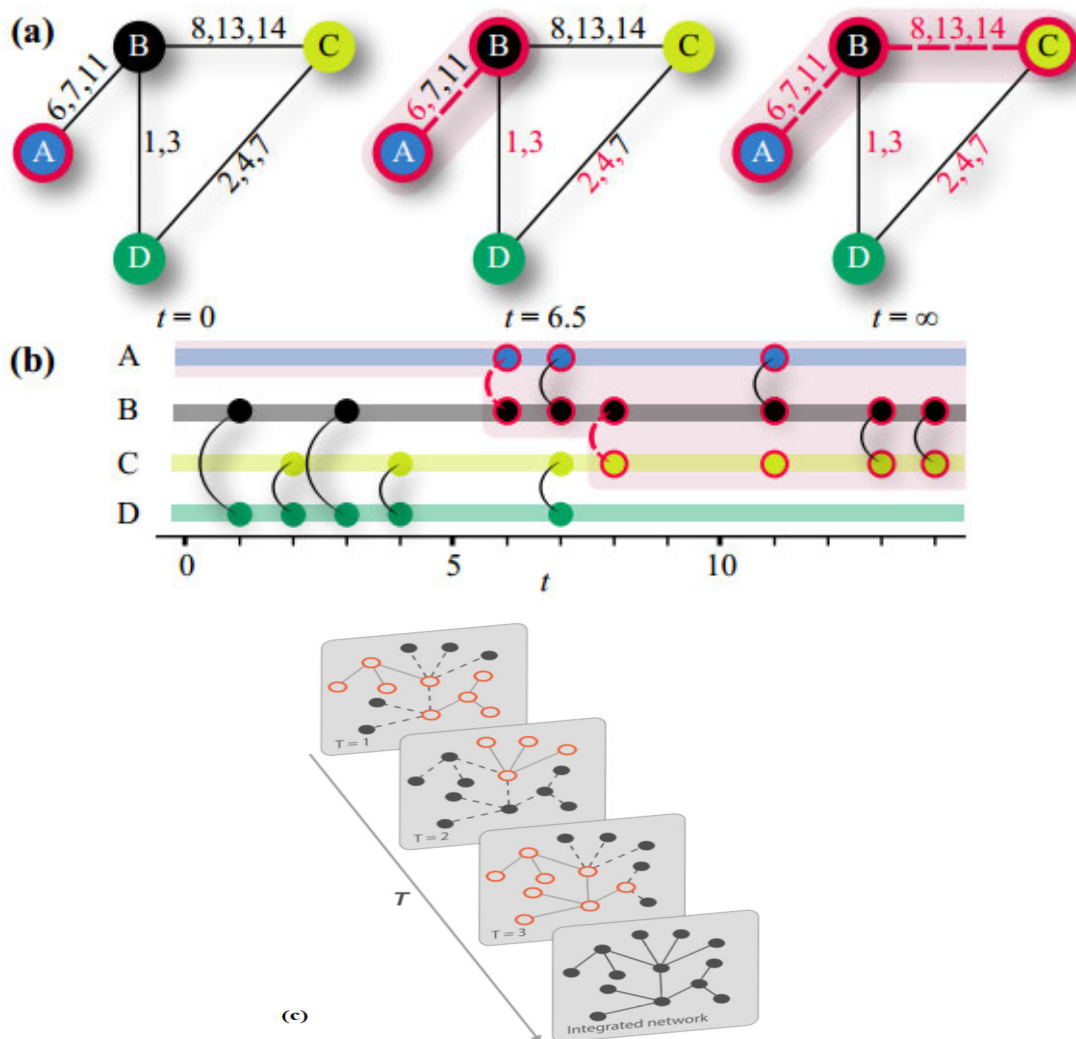 (a)
B 8,13,14 C
6,7,11
A
1,3
2,4,7
D
B 8,13,14 C
6,7,11
A
1,3
2,4,7
D
B 8,13,14 C
6,7,11
A
1,3
2,4,7
D
t = 0 t = 6.5 t = ∞
(b)
A
B
C
D
0 5 10
t
T = 1
T = 2
T = 3
T
Integrated network
(c)